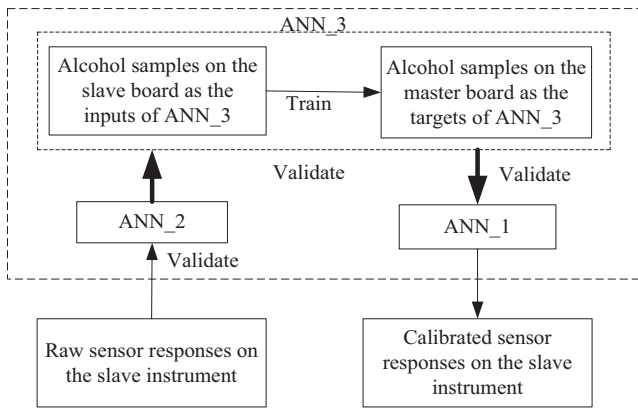 ANN_3
Alcohol samples on the
slave board as the
inputs of ANN_3
Train
Alcohol samples on the
master board as the
targets of ANN_3
Validate
Validate
ANN_2
ANN_1
Validate
Raw sensor responses on
the slave instrument
Calibrated sensor
responses on the slave
instrument